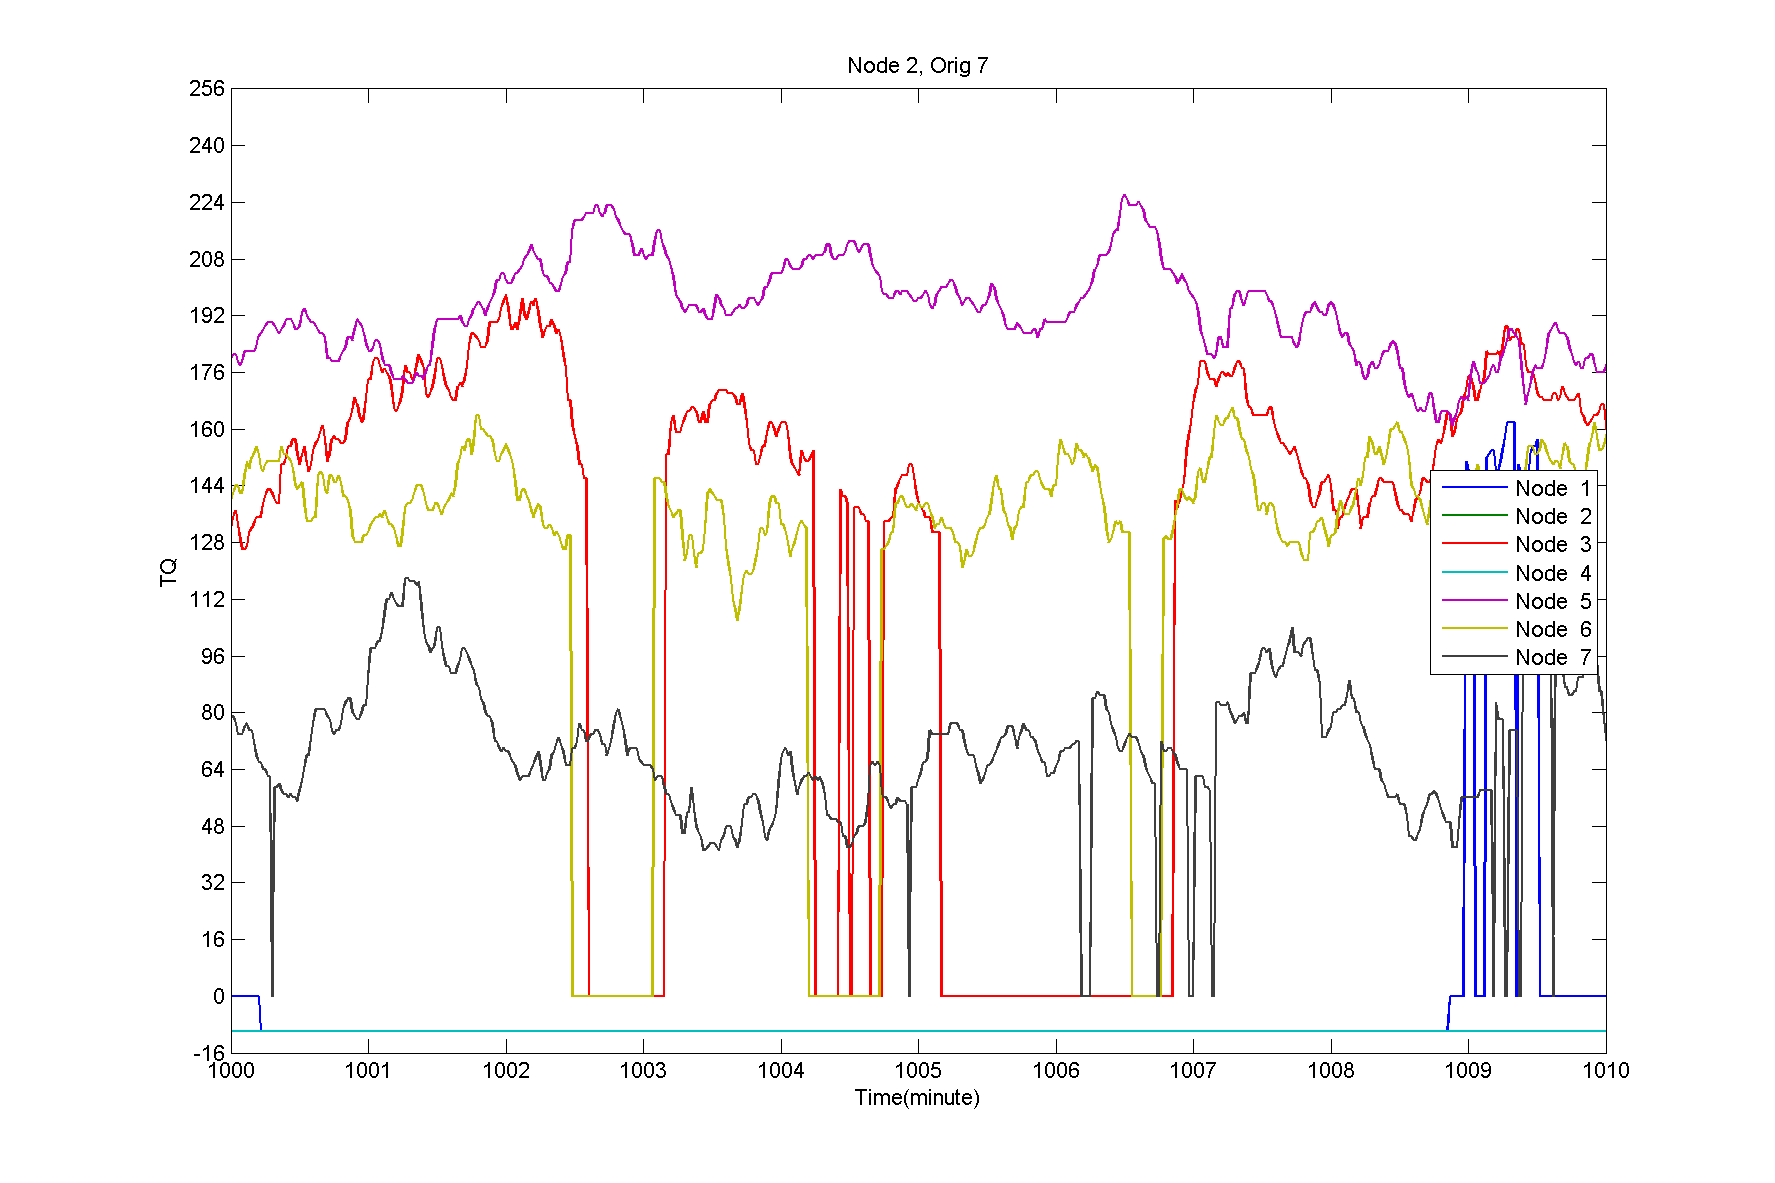 Node 2, Orig 7
256
240
224
208
192
176
160
144
128
112
96
80
64
48
32
16
0
-16
TQ
Node 1
Node 2
Node 3
Node 4
Node 5
Node 6
Node 7
1000 1001 1002 1003 1004 1005 1006 1007 1008 1009 1010
Time(minute)